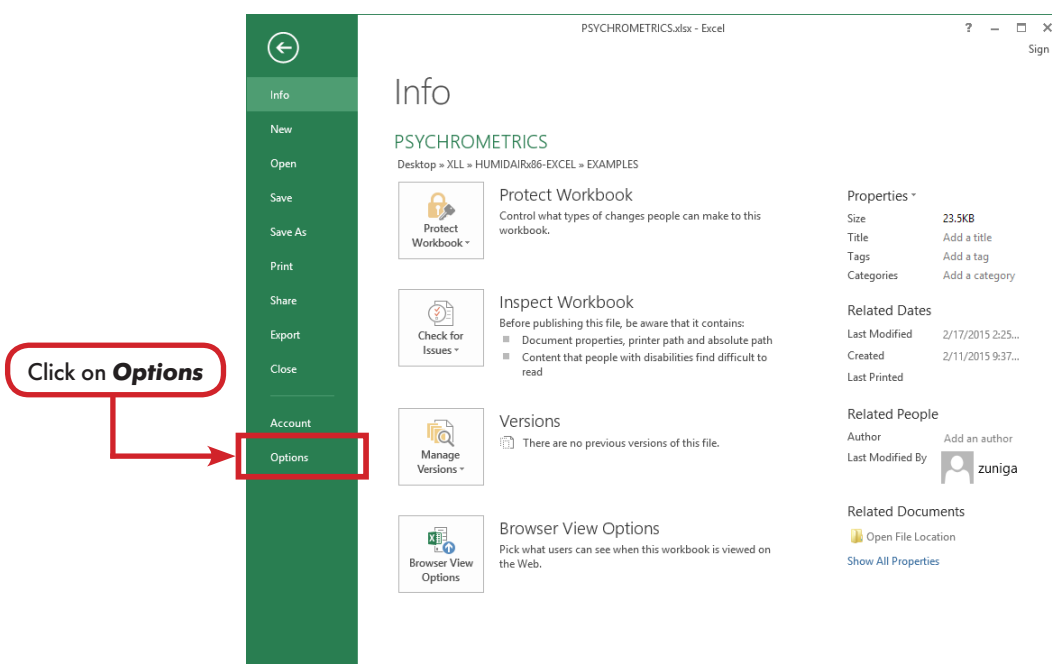 PSYCHROMETRICS.xlsx - Excel
?
Sign
Info
New
Open
Save
Save As
Print
Share
Export
Close
Account
Options
Click on Options
Info
PSYCHROMETRICS
Desktop » XLL » HUMIDAIRx86-EXCEL » EXAMPLES
Protect
Workbook
Protect Workbook
Control what types of changes people can make to this
workbook.
Check for
Issues
Inspect Workbook
Before publishing this file, be aware that it contains:
Document properties, printer path and absolute path
Content that people with disabilities find difficult to
read
Manage
Versions
Versions
There are no previous versions of this file.
Browser View
Options
Browser View Options
Pick what users can see when this workbook is viewed on
the Web.
Properties
Size 23.5KB
Title Add a title
Tags Add a tag
Categories Add a category
Related Dates
Last Modified 2/17/2015 2:25...
Created 2/11/2015 9:37...
Last Printed
Related People
Author Add an author
Last Modified By zuniga
Related Documents
Open File Location
Show All Properties